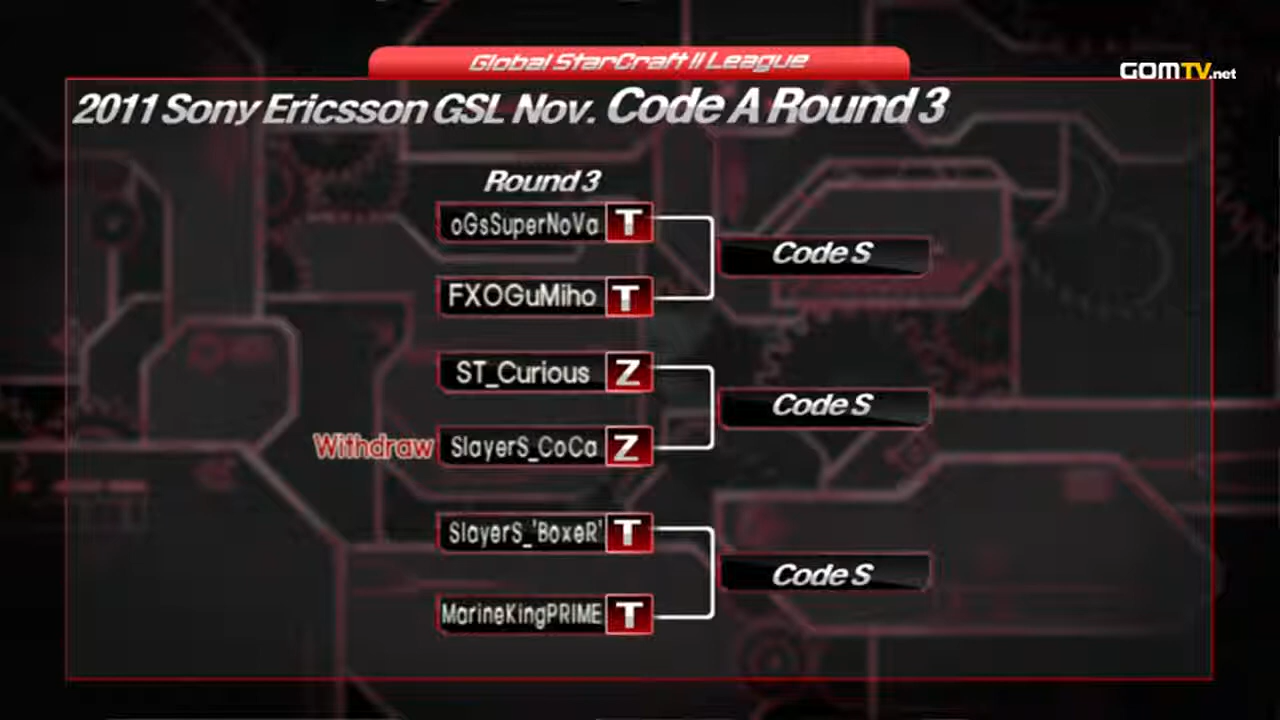 Global StarCraft II League
GOMTV.net
2011 Sony Ericsson GSL Nov. Code A Round 3
Round 3
oGsSuperNoVa T
Code S
FXOGuMiho T
ST_Curious Z
Code S
Withdraw SlayerS_CoCa Z
SlayerS_'BoxeR' T
Code S
MarineKingPRIME T